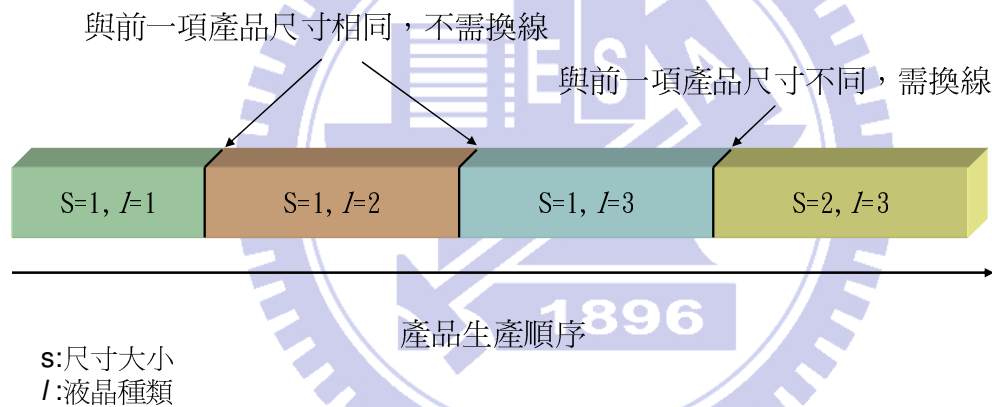 與前一項產品尺寸相同，不需換線
與前一項產品尺寸不同，需換線
S=1, l=1
S=1, l=2
S=1, l=3
S=2, l=3
產品生產順序
s:尺寸大小
l :液晶種類
E S A
1896